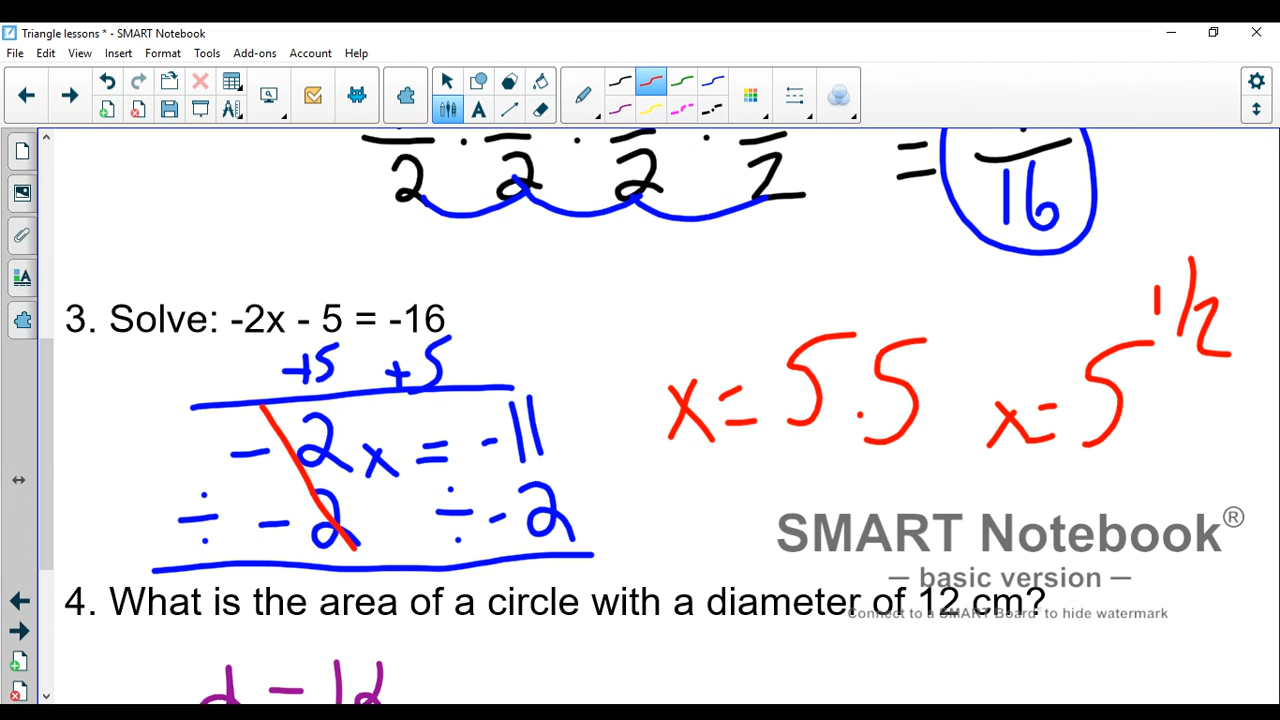 Triangle lessons * - SMART Notebook
File Edit View Insert Format Tools Add-ons Account Help
2 · 2 · 2 · 2 = 16
3. Solve: -2x - 5 = -16
+5 +5
-2x = -11
÷ -2 ÷ -2
x = 5.5 x = 5 1/2
SMART Notebook®
— basic version —
Connect to a SMART Board to hide watermark
4. What is the area of a circle with a diameter of 12 cm?